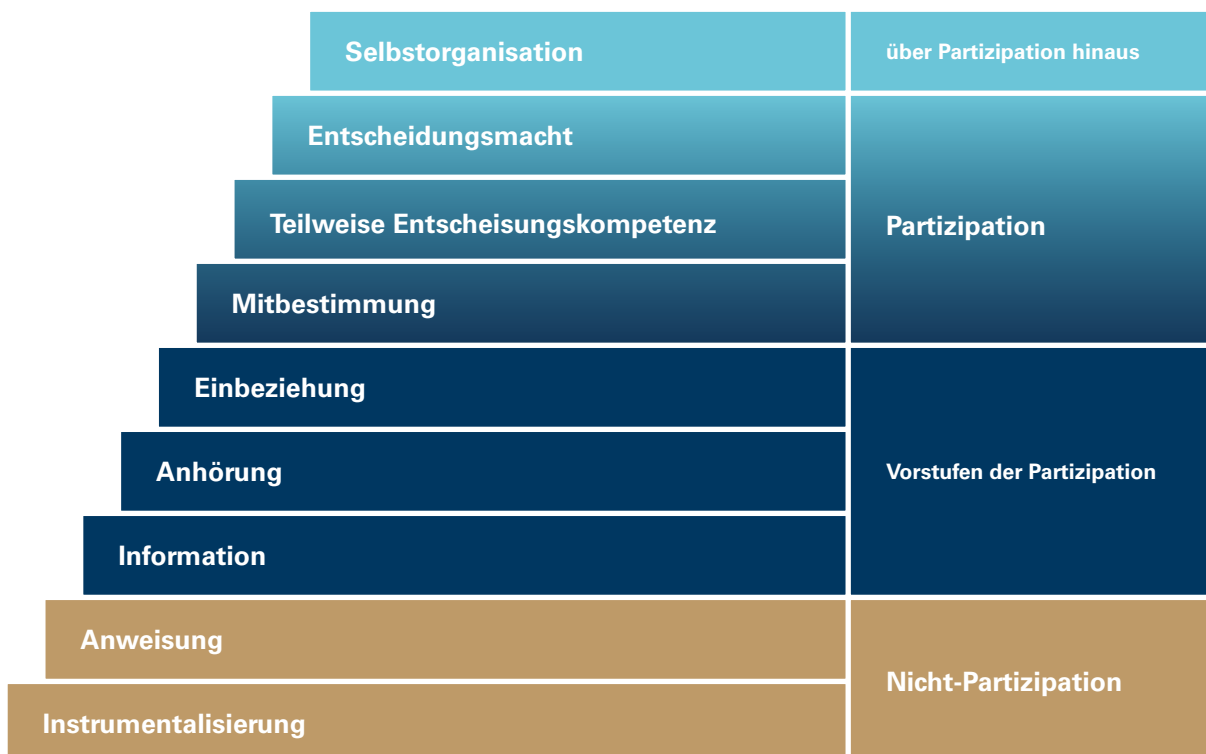 Selbstorganisation
über Partizipation hinaus
Entscheidungsmacht
Teilweise Entscheisungskompetenz
Partizipation
Mitbestimmung
Einbeziehung
Anhörung
Vorstufen der Partizipation
Information
Anweisung
Nicht-Partizipation
Instrumentalisierung